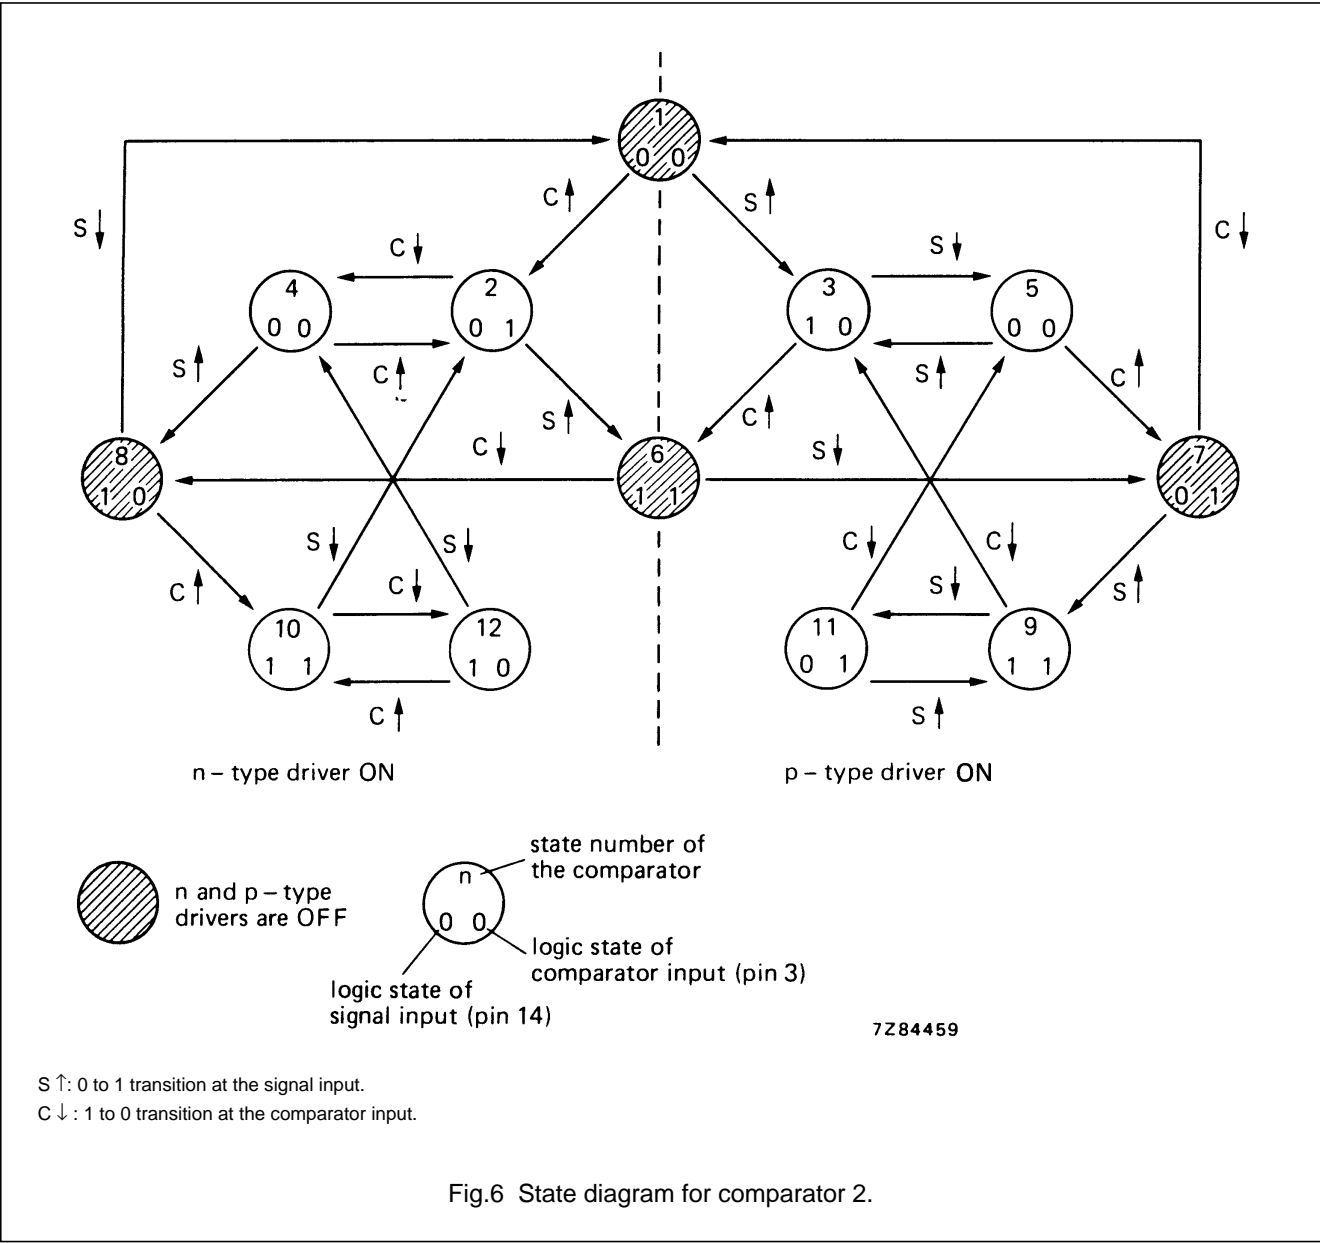 1
0 0
C↑
S↑
S↓
C↓
C↓
S↓
4
0 0
2
0 1
3
1 0
5
0 0
S↑
C↑
S↑
C↑
S↑
C↑
C↓
S↓
8
1 0
6
1 1
7
0 1
S↓
S↓
C↓
C↓
C↑
C↓
S↓
S↑
10
1 1
12
1 0
11
0 1
9
1 1
C↑
S↑
n – type driver ON
p – type driver ON
n and p – type
drivers are OFF
n
0 0
state number of
the comparator
logic state of
comparator input (pin 3)
logic state of
signal input (pin 14)
7Z84459
S ↑: 0 to 1 transition at the signal input.
C ↓ : 1 to 0 transition at the comparator input.
Fig.6 State diagram for comparator 2.